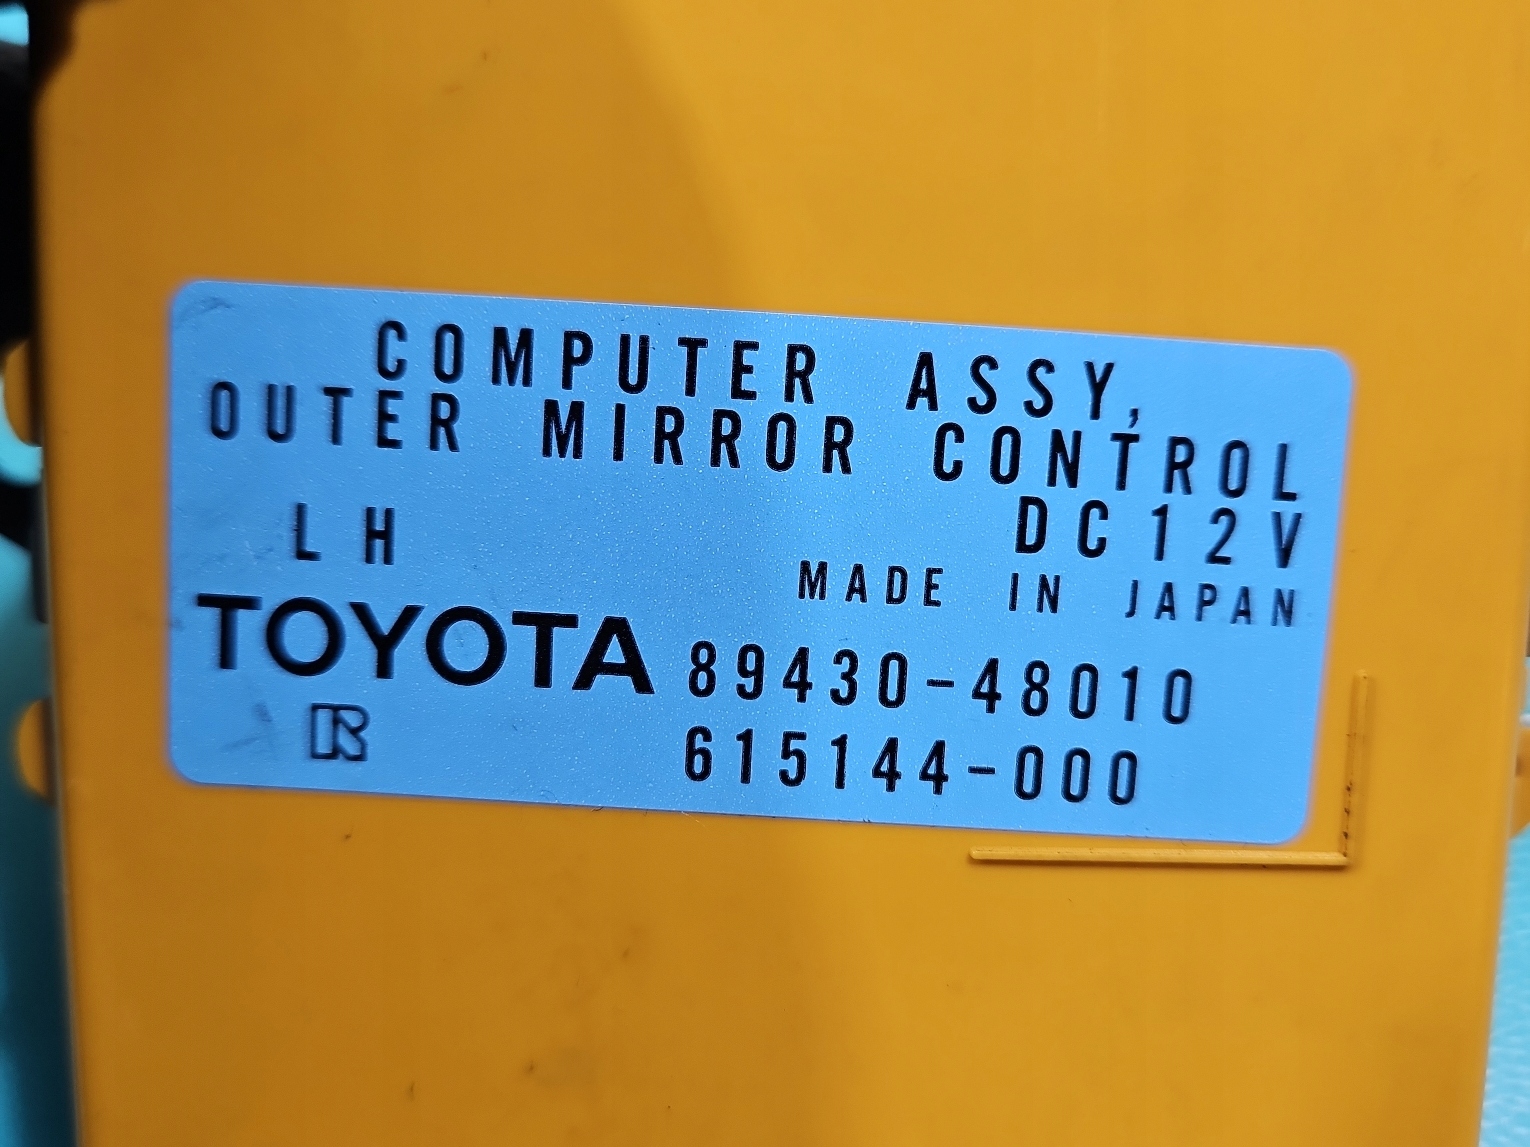 COMPUTER ASSY,
OUTER MIRROR CONTROL
LH DC12V
MADE IN JAPAN
TOYOTA 89430-48010
R 615144-000